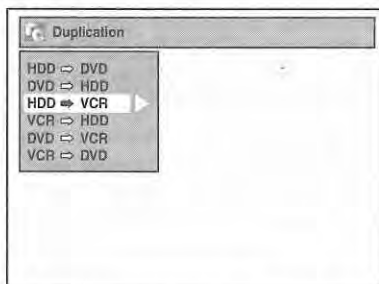 Duplication
HDD ⇨ DVD
DVD ⇨ HDD
HDD ➡ VCR
VCR ⇨ HDD
DVD ⇨ VCR
VCR ⇨ DVD